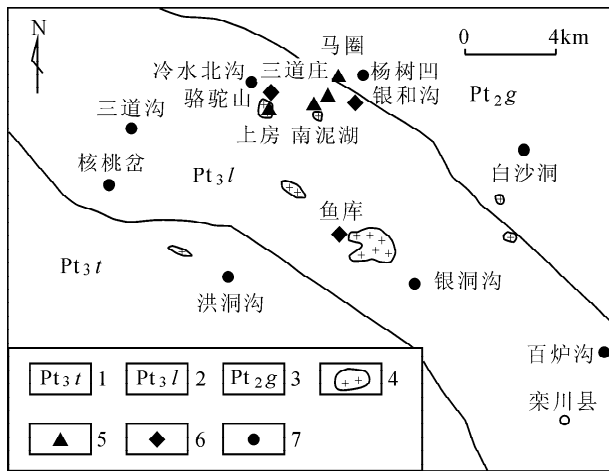 N
0 4km
马圈
冷水北沟 三道庄 杨树凹
骆驼山 银和沟
三道沟 上房 南泥湖
Pt2g
核桃岔 Pt3l 白沙洞
鱼库
Pt3t
洪洞沟 银洞沟
百炉沟
栾川县
Pt3t 1 Pt3l 2 Pt2g 3 4
5 6 7